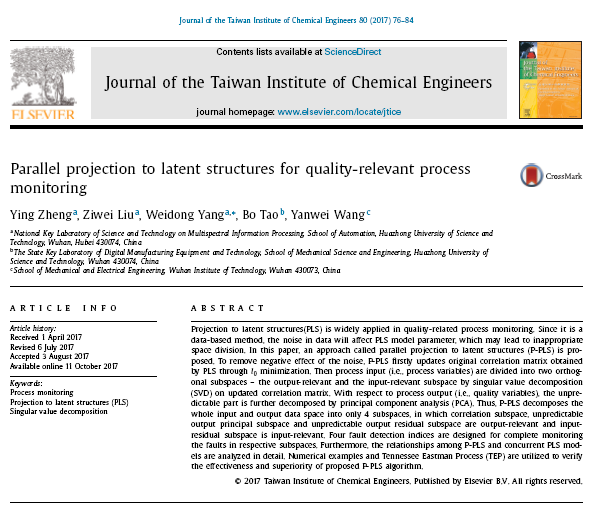 Journal of the Taiwan Institute of Chemical Engineers 80 (2017) 76–84
Contents lists available at ScienceDirect
Journal of the Taiwan Institute of Chemical Engineers
journal homepage: www.elsevier.com/locate/jtice
ELSEVIER
Parallel projection to latent structures for quality-relevant process
monitoring
CrossMark
Ying Zheng a, Ziwei Liu a, Weidong Yang a,*, Bo Tao b, Yanwei Wang c
a National Key Laboratory of Science and Technology on Multispectral Information Processing, School of Automation, Huazhong University of Science and
Technology, Wuhan, Hubei 430074, China
b The State Key Laboratory of Digital Manufacturing Equipment and Technology, School of Mechanical Science and Engineering, Huazhong University of
Science and Technology, Wuhan 430074, China
c School of Mechanical and Electrical Engineering, Wuhan Institute of Technology, Wuhan 430073, China
ARTICLE INFO
Article history:
Received 1 April 2017
Revised 6 July 2017
Accepted 3 August 2017
Available online 11 October 2017
Keywords:
Process monitoring
Projection to latent structures (PLS)
Singular value decomposition
ABSTRACT
Projection to latent structures(PLS) is widely applied in quality-related process monitoring. Since it is a
data-based method, the noise in data will affect PLS model parameter, which may lead to inappropriate
space division. In this paper, an approach called parallel projection to latent structures (P-PLS) is pro-
posed. To remove negative effect of the noise, P-PLS firstly updates original correlation matrix obtained
by PLS through l0 minimization. Then process input (i.e., process variables) are divided into two orthog-
onal subspaces – the output-relevant and the input-relevant subspace by singular value decomposition
(SVD) on updated correlation matrix. With respect to process output (i.e., quality variables), the unpre-
dictable part is further decomposed by principal component analysis (PCA). Thus, P-PLS decomposes the
whole input and output data space into only 4 subspaces, in which correlation subspace, unpredictable
output principal subspace and unpredictable output residual subspace are output-relevant and input-
residual subspace is input-relevant. Four fault detection indices are designed for complete monitoring
the faults in respective subspaces. Furthermore, the relationships among P-PLS and concurrent PLS mod-
els are analyzed in detail. Numerical examples and Tennessee Eastman Process (TEP) are utilized to verify
the effectiveness and superiority of proposed P-PLS algorithm.
© 2017 Taiwan Institute of Chemical Engineers. Published by Elsevier B.V. All rights reserved.